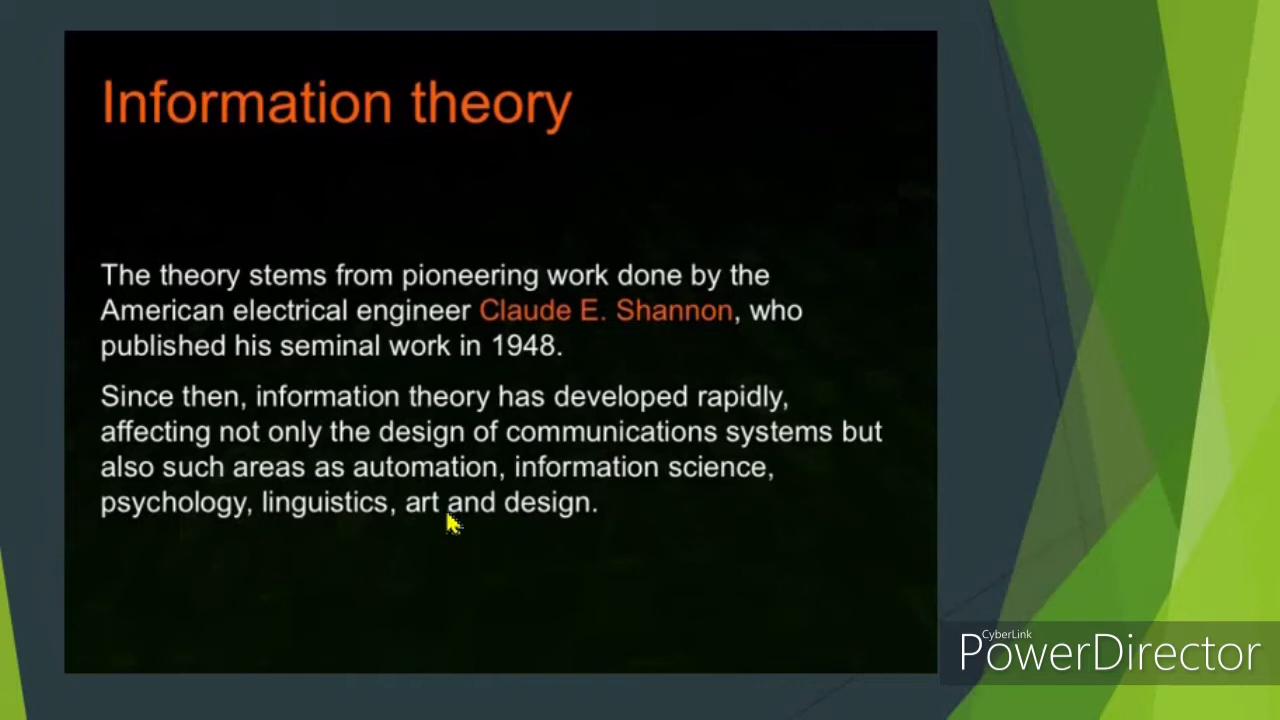 Information theory
The theory stems from pioneering work done by the
American electrical engineer Claude E. Shannon, who
published his seminal work in 1948.
Since then, information theory has developed rapidly,
affecting not only the design of communications systems but
also such areas as automation, information science,
psychology, linguistics, art and design.
CyberLink
PowerDirector